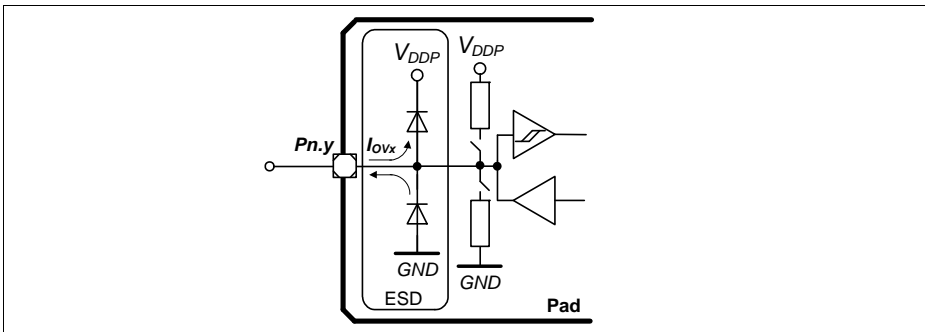 VDDP
VDDP
Pn.y
IOVx
GND
GND
ESD
Pad